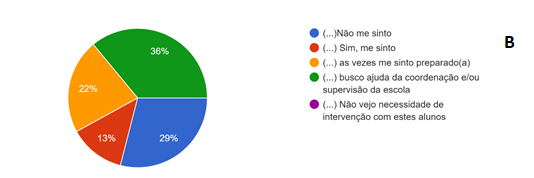 36%
22%
13%
29%
(...)Não me sinto
(...) Sim, me sinto
(...) as vezes me sinto preparado(a)
(...) busco ajuda da coordenação e/ou
supervisão da escola
(...) Não vejo necessidade de
intervenção com estes alunos
B